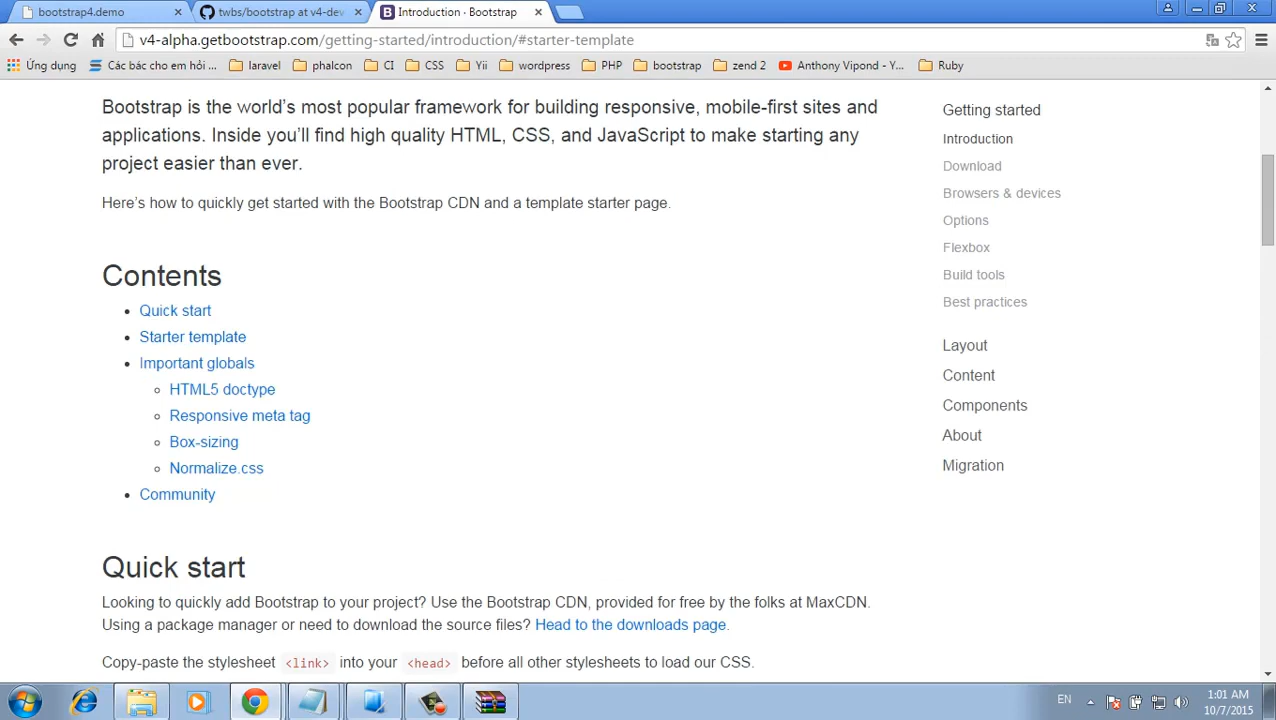 bootstrap4.demo
twbs/bootstrap at v4-dev
Introduction · Bootstrap
v4-alpha.getbootstrap.com/getting-started/introduction/#starter-template
Ứng dụng
Các bác cho em hỏi ...
laravel
phalcon
CI
CSS
Yii
wordpress
PHP
bootstrap
zend 2
Anthony Vipond - Y...
Ruby
Bootstrap is the world's most popular framework for building responsive, mobile-first sites and
applications. Inside you'll find high quality HTML, CSS, and JavaScript to make starting any
project easier than ever.
Here's how to quickly get started with the Bootstrap CDN and a template starter page.
Contents
Quick start
Starter template
Important globals
HTML5 doctype
Responsive meta tag
Box-sizing
Normalize.css
Community
Quick start
Looking to quickly add Bootstrap to your project? Use the Bootstrap CDN, provided for free by the folks at MaxCDN.
Using a package manager or need to download the source files? Head to the downloads page.
Copy-paste the stylesheet <link> into your <head> before all other stylesheets to load our CSS.
Getting started
Introduction
Download
Browsers & devices
Options
Flexbox
Build tools
Best practices
Layout
Content
Components
About
Migration
EN
1:01 AM
10/7/2015